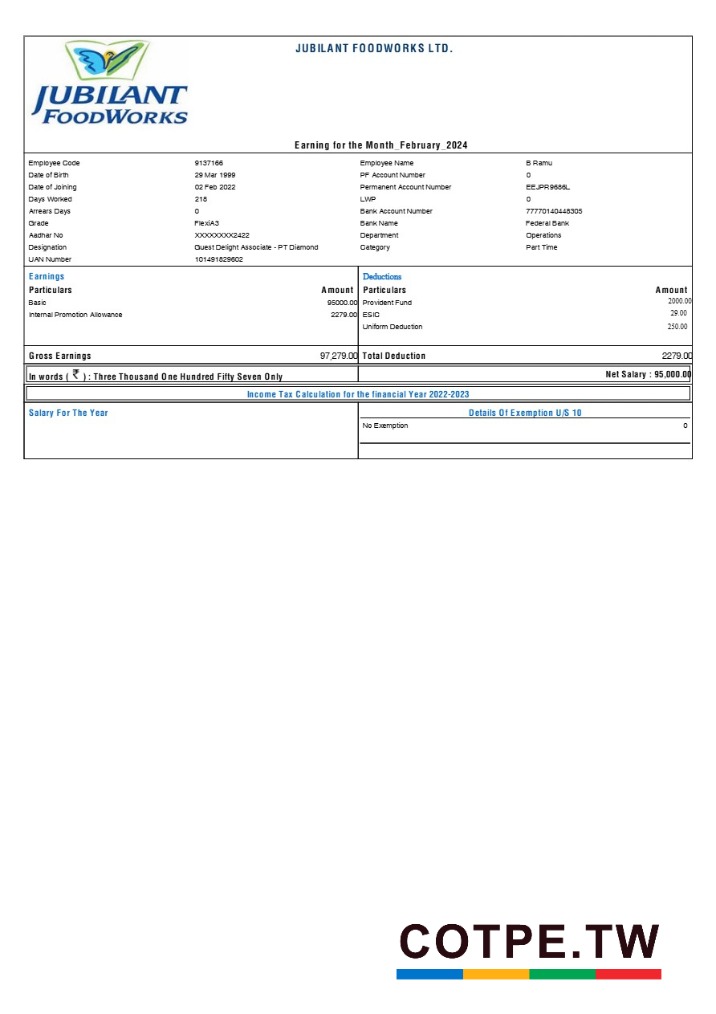 JUBILANT FOODWORKS LTD.
JUBILANT
FOODWORKS
Earning for the Month_February_2024
Employee Code 9137166 Employee Name B Ramu
Date of Birth 29 Mar 1999 PF Account Number 0
Date of Joining 02 Feb 2022 Permanent Account Number EEJPR9686L
Days Worked 218 LWP 0
Arrears Days 0 Bank Account Number 77770140448305
Grade FlexiA3 Bank Name Federal Bank
Aadhar No XXXXXXXX2422 Department Operations
Designation Guest Delight Associate - PT Diamond Category Part Time
UAN Number 101491829602
Earnings Deductions
Particulars Amount Particulars Amount
Basic 95000.00 Provident Fund 2000.00
Internal Promotion Allowance 2279.00 ESIC 29.00
Uniform Deduction 250.00
Gross Earnings 97,279.00 Total Deduction 2279.00
In words ( ₹ ) : Three Thousand One Hundred Fifty Seven Only Net Salary : 95,000.00
Income Tax Calculation for the financial Year 2022-2023
Salary For The Year Details Of Exemption U/S 10
No Exemption 0
COTPE.TW